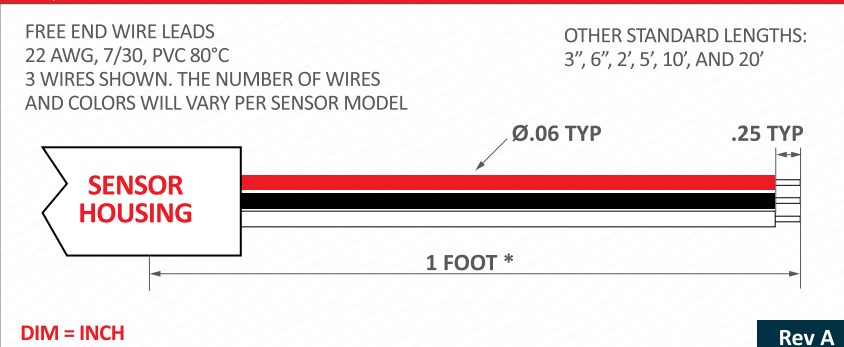 FREE END WIRE LEADS
22 AWG, 7/30, PVC 80°C
3 WIRES SHOWN. THE NUMBER OF WIRES
AND COLORS WILL VARY PER SENSOR MODEL
OTHER STANDARD LENGTHS:
3”, 6”, 2’, 5’, 10’, AND 20’
Ø.06 TYP
.25 TYP
SENSOR
HOUSING
1 FOOT *
DIM = INCH
Rev A